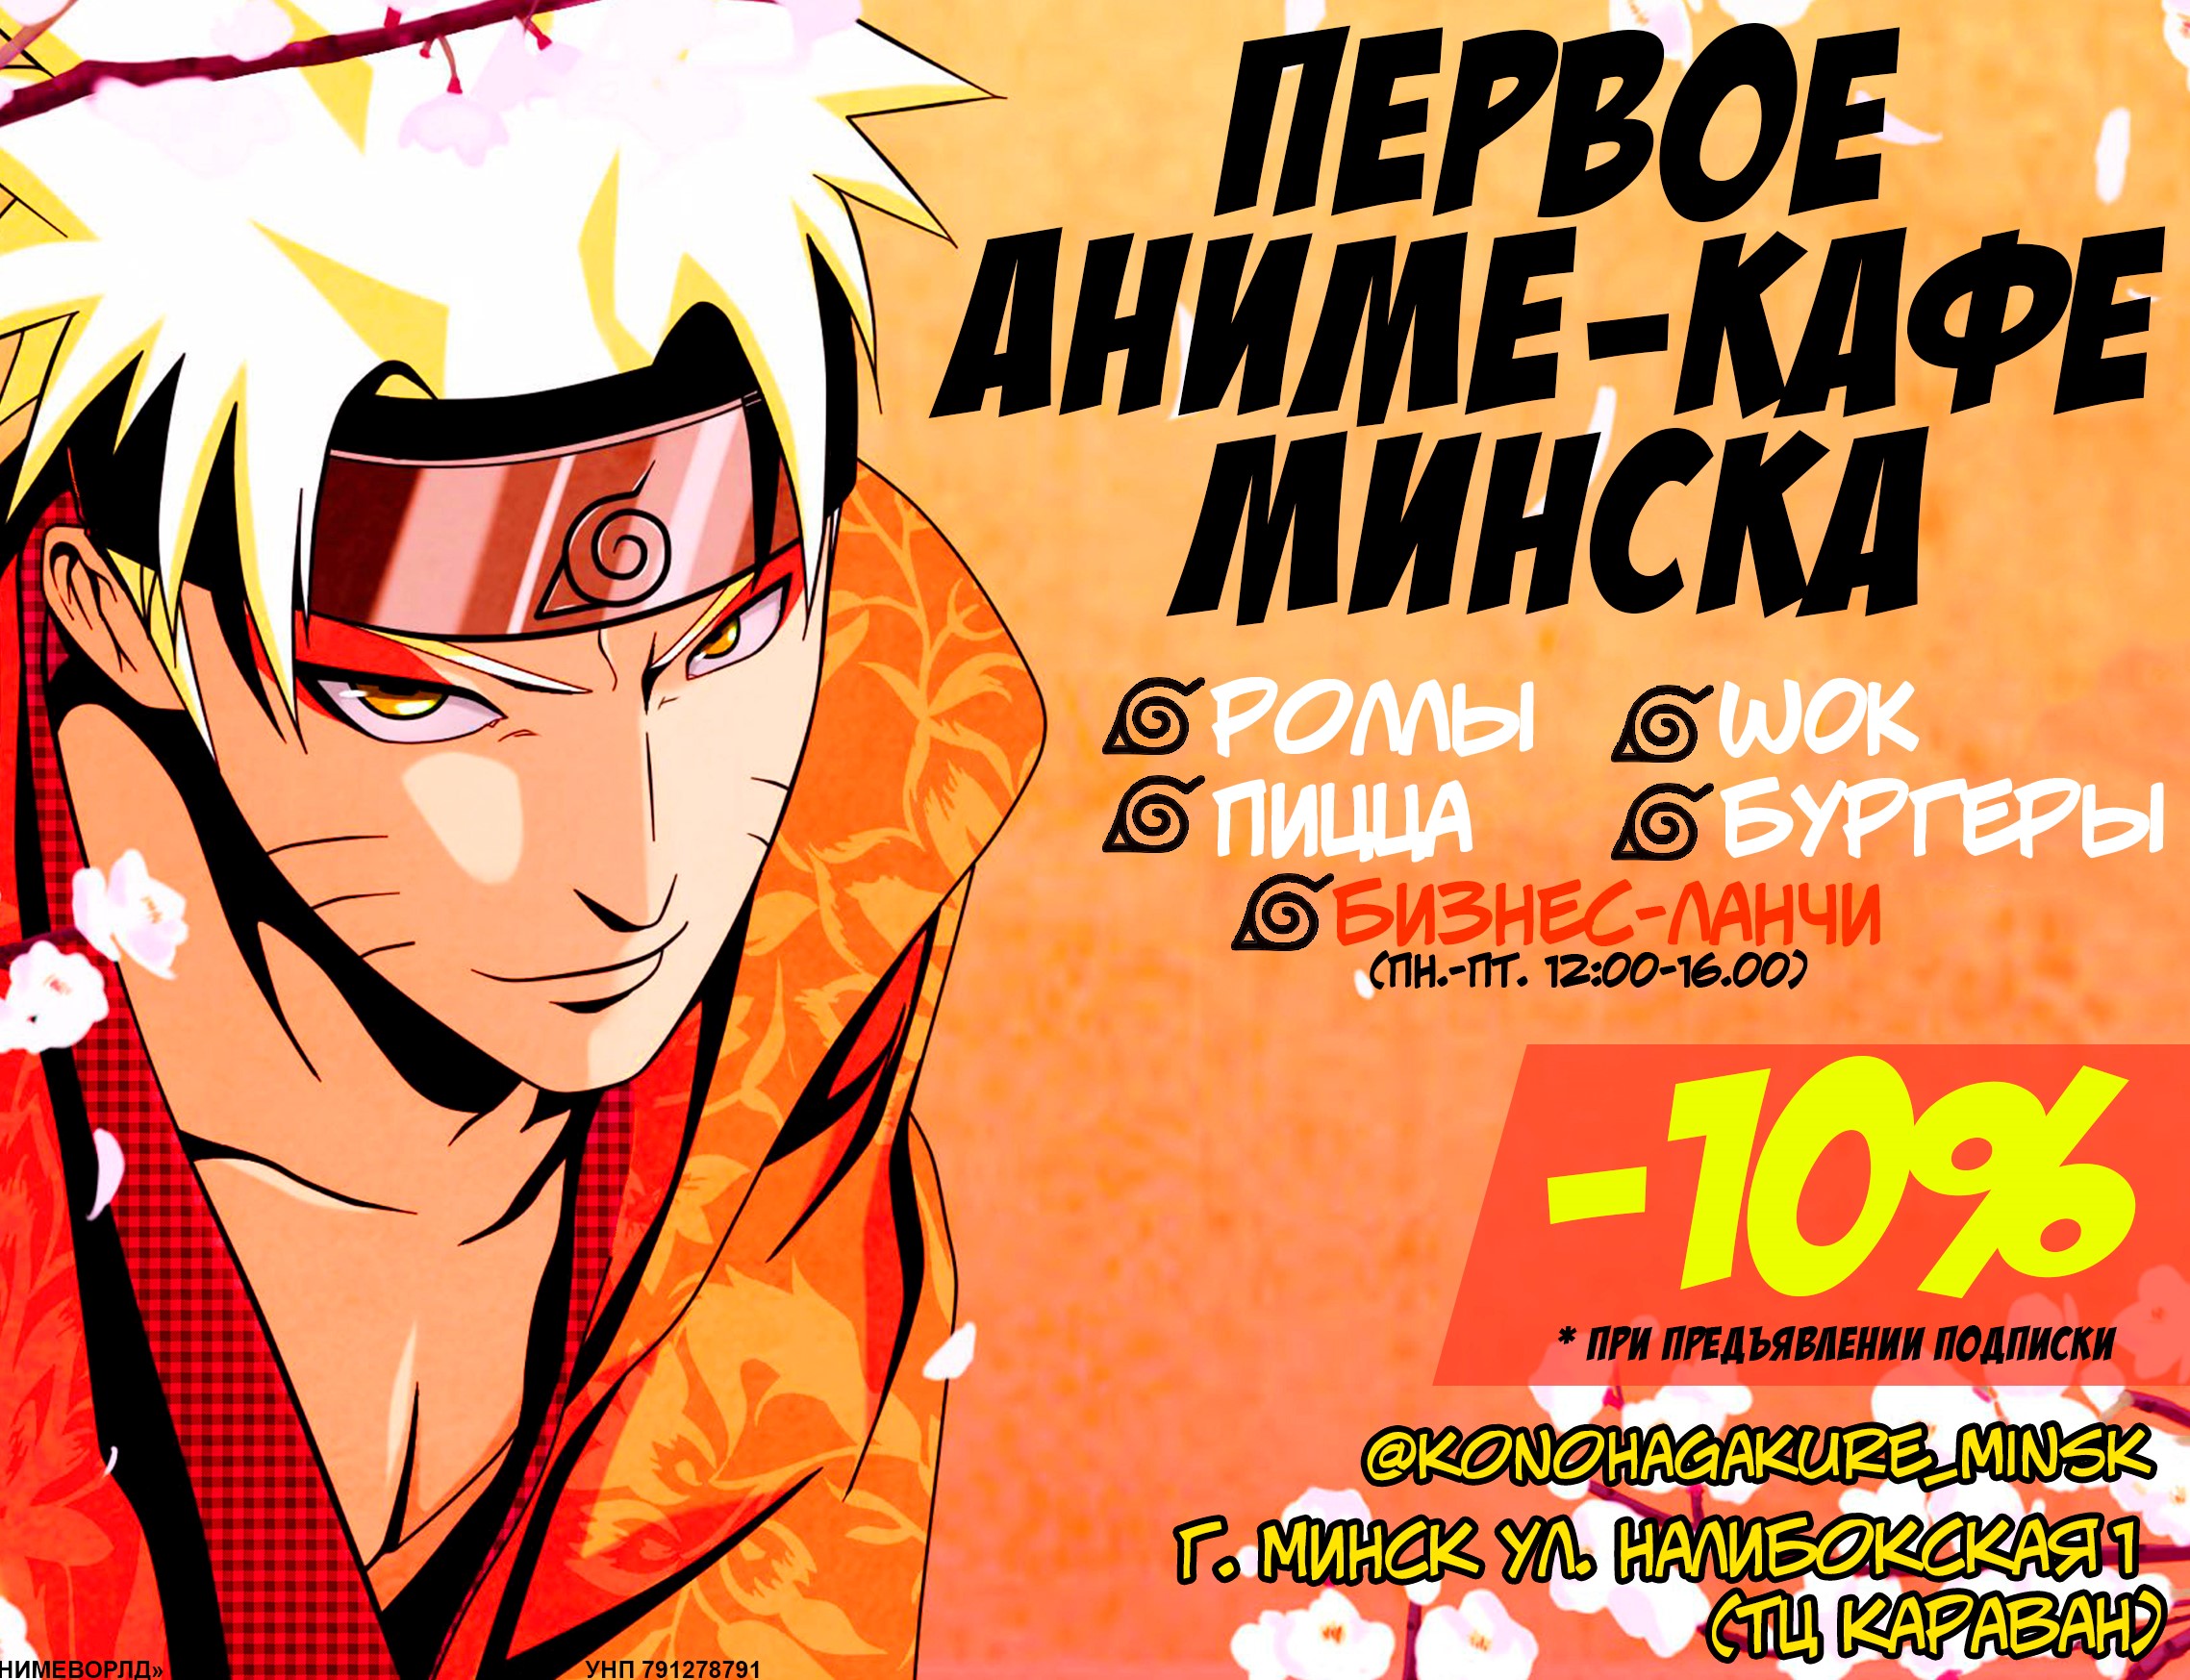 ПЕРВОЕ
АНИМЕ-КАФЕ
МИНСКА
РОЛЛЫ
WOK
ПИЦЦА
БУРГЕРЫ
БИЗНЕС-ЛАНЧИ
(ПН.-ПТ. 12:00-16.00)
-10%
* ПРИ ПРЕДЪЯВЛЕНИИ ПОДПИСКИ
@KONOHAGAKURE_MINSK
Г. МИНСК УЛ. НАЛИБОКСКАЯ 1
(ТЦ КАРАВАН)
НИМЕВОРЛД» УНП 791278791